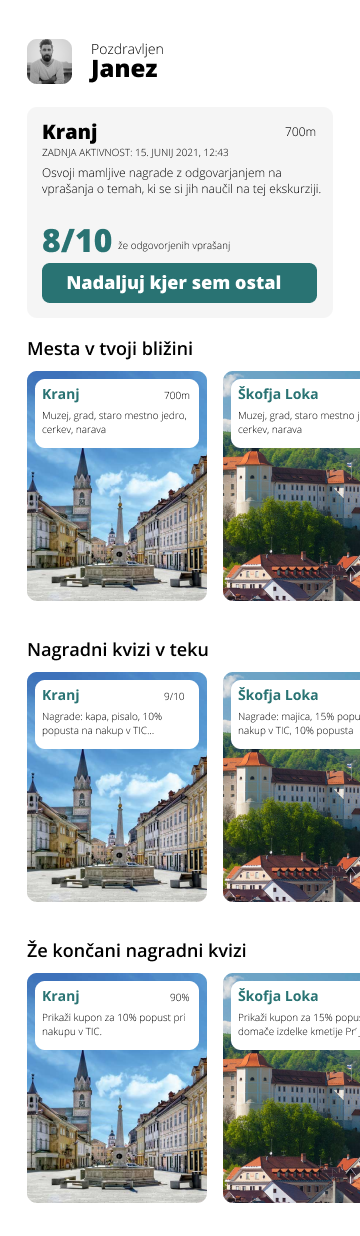 Pozdravljen
Janez
Kranj
700m
ZADNJA AKTIVNOST: 15. JUNIJ 2021, 12:43
Osvoji mamljive nagrade z odgovarjanjem na
vprašanja o temah, ki se si jih naučil na tej ekskurziji.
8/10 že odgovorjenih vprašanj
Nadaljuj kjer sem ostal
Mesta v tvoji bližini
Kranj
700m
Muzej, grad, staro mestno jedro,
cerkev, narava
Škofja Loka
Muzej, grad, staro mestno j
cerkev, narava
Nagradni kvizi v teku
Kranj
9/10
Nagrade: kapa, pisalo, 10%
popusta na nakup v TIC...
Škofja Loka
Nagrade: majica, 15% popu
nakup v TIC, 10% popusta
Že končani nagradni kvizi
Kranj
90%
Prikaži kupon za 10% popust pri
nakupu v TIC.
Škofja Loka
Prikaži kupon za 15% popus
domače izdelke kmetije Pr'